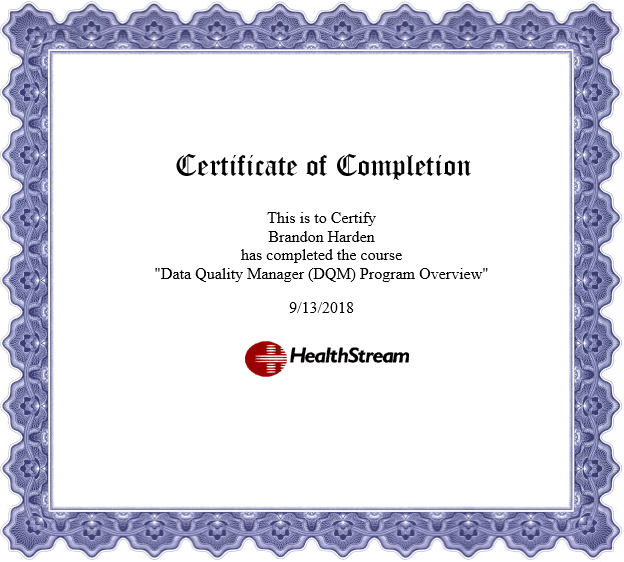 Certificate of Completion
This is to Certify
Brandon Harden
has completed the course
"Data Quality Manager (DQM) Program Overview"
9/13/2018
HealthStream